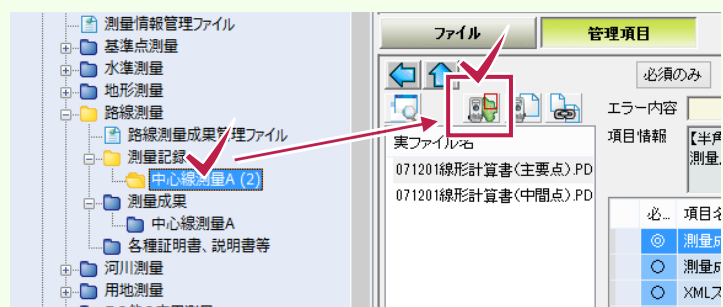 測量情報管理ファイル
基準点測量
水準測量
地形測量
路線測量
路線測量成果管理ファイル
測量記録
中心線測量A (2)
測量成果
中心線測量A
各種証明書、説明書等
河川測量
用地測量
ファイル
管理項目
必須のみ
エラー内容
項目情報
【半角
測量
実ファイル名
071201線形計算書(主要点).PD
071201線形計算書(中間点).PD
必...
項目名
◎
測量成
○
測量成
○
XMLス